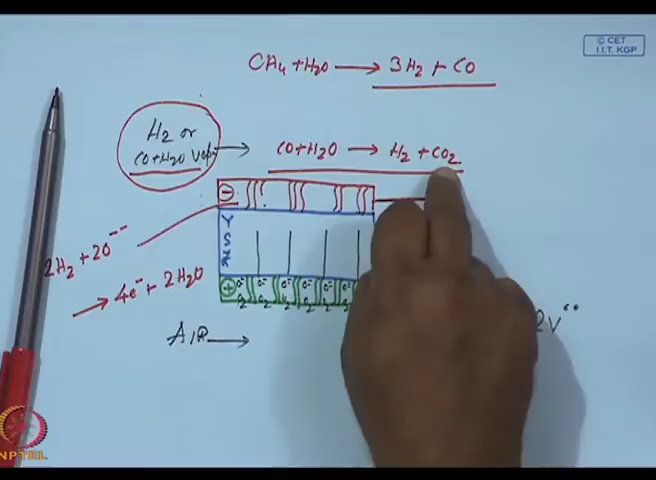 © CET
I.I.T. KGP
CH₄ + H₂O → 3H₂ + CO
H₂ or
CO+H₂O Vap
→ CO+H₂O → H₂ + CO₂
−
Y
S
Z
2H₂ + 2O⁻⁻
→ 4e⁻ + 2H₂O
+
AIR →
NPTEL